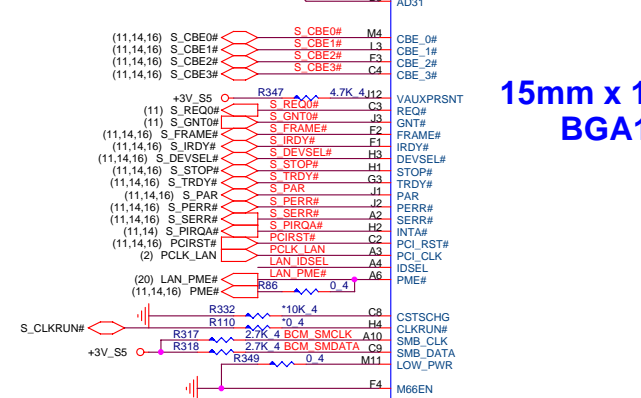 AD31
(11,14,16) S_CBE0# S_CBE0# M4 CBE_0#
(11,14,16) S_CBE1# S_CBE1# L3 CBE_1#
(11,14,16) S_CBE2# S_CBE2# F3 CBE_2#
(11,14,16) S_CBE3# S_CBE3# C4 CBE_3#
+3V_S5 R347 4.7K_4 J12 VAUXPRSNT
(11) S_REQ0# S_REQ0# C3 REQ#
(11) S_GNT0# S_GNT0# J3 GNT#
(11,14,16) S_FRAME# S_FRAME# F2 FRAME#
(11,14,16) S_IRDY# S_IRDY# F1 IRDY#
(11,14,16) S_DEVSEL# S_DEVSEL# H3 DEVSEL#
(11,14,16) S_STOP# S_STOP# H1 STOP#
(11,14,16) S_TRDY# S_TRDY# G3 TRDY#
(11,14,16) S_PAR S_PAR J1 PAR
(11,14,16) S_PERR# S_PERR# J2 PERR#
(11,14,16) S_SERR# S_SERR# A2 SERR#
(11,14) S_PIRQA# S_PIRQA# H2 INTA#
(11,14,16) PCIRST# PCIRST# C2 PCI_RST#
(2) PCLK_LAN PCLK_LAN A3 PCI_CLK
LAN_IDSEL A4 IDSEL
(20) LAN_PME# LAN_PME# A6 PME#
(11,14,16) PME# R86 0_4
R332 *10K_4 C8 CSTSCHG
S_CLKRUN# R110 *0_4 H4 CLKRUN#
R317 2.7K_4 BCM_SMCLK A10 SMB_CLK
+3V_S5 R318 2.7K_4 BCM_SMDATA C9 SMB_DATA
R349 0_4 M11 LOW_PWR
F4 M66EN
15mm x 1
BGA1